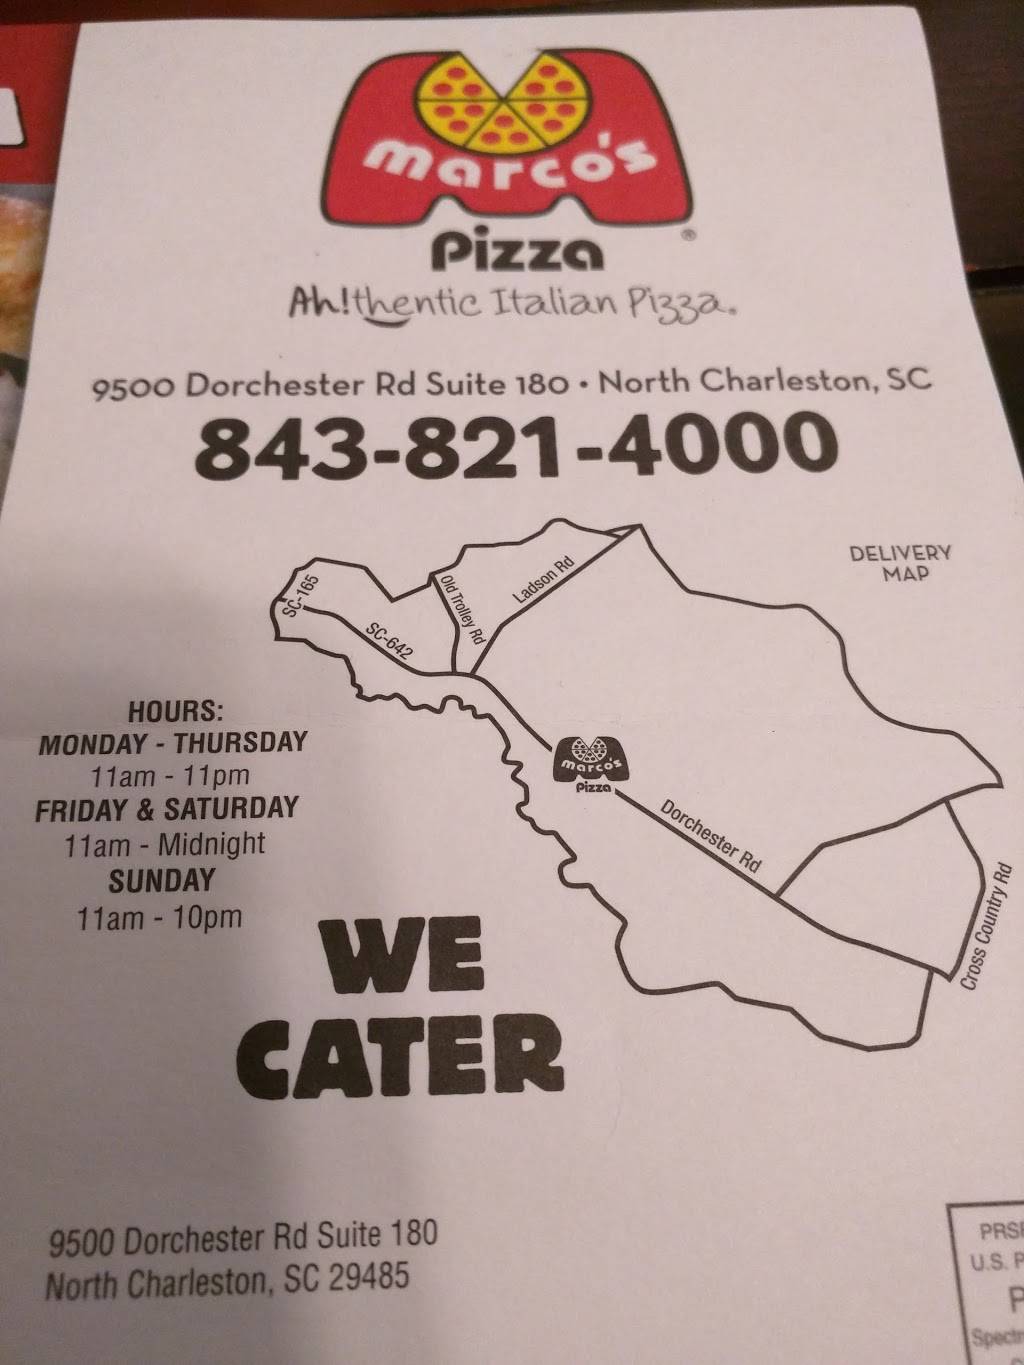 marco's
Pizza
®
Ah!thentic Italian Pizza.
9500 Dorchester Rd Suite 180 • North Charleston, SC
843-821-4000
DELIVERY
MAP
SC-165
SC-642
Old Trolley Rd
Ladson Rd
marco's
Pizza
Dorchester Rd
Cross Country Rd
HOURS:
MONDAY - THURSDAY
11am - 11pm
FRIDAY & SATURDAY
11am - Midnight
SUNDAY
11am - 10pm
WE
CATER
9500 Dorchester Rd Suite 180
North Charleston, SC 29485
U.S.